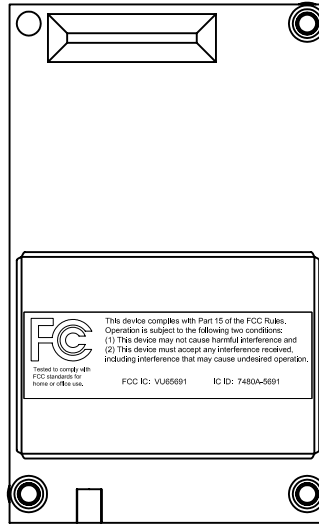 FC
This device complies with Part 15 of the FCC Rules.
Operation is subject to the following two conditions:
(1) This device may not cause harmful interference and
(2) This device must accept any interference received,
including interference that may cause undesired operation.
Tested to comply with
FCC standards for
home or office use.
FCC IC: VU65691 IC ID: 7480A-5691